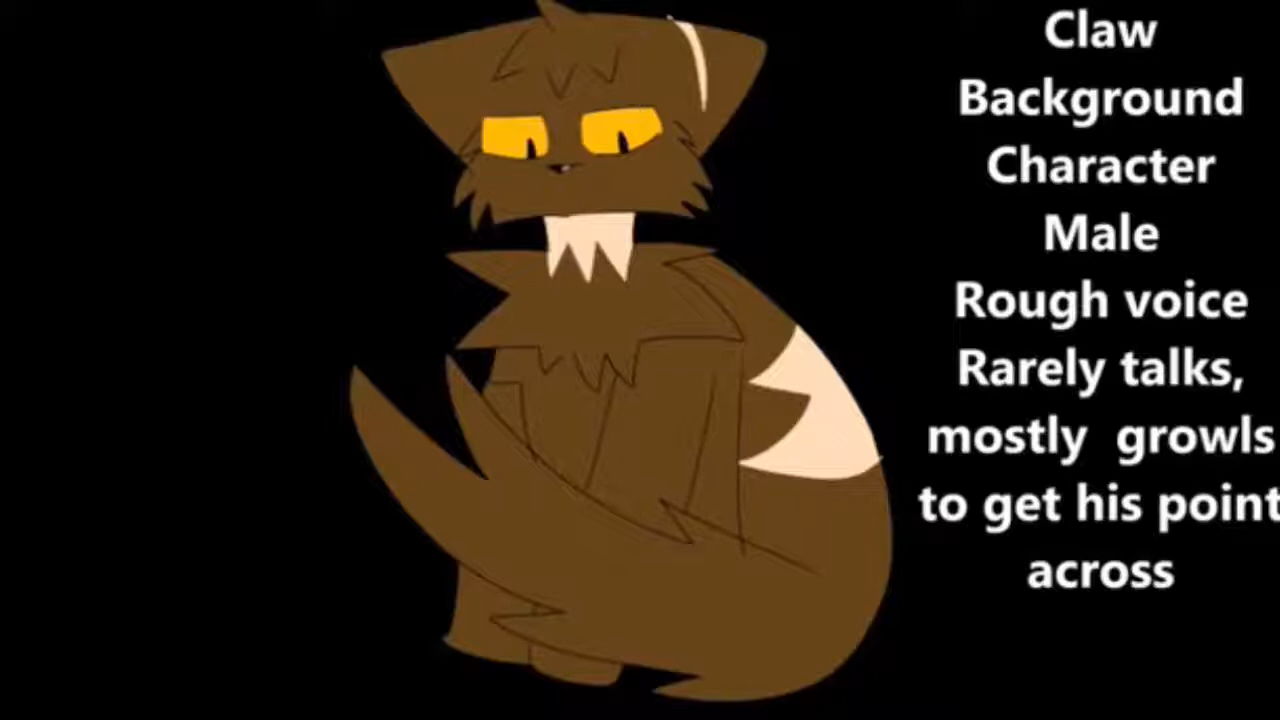 Claw
Background
Character
Male
Rough voice
Rarely talks,
mostly growls
to get his point
across